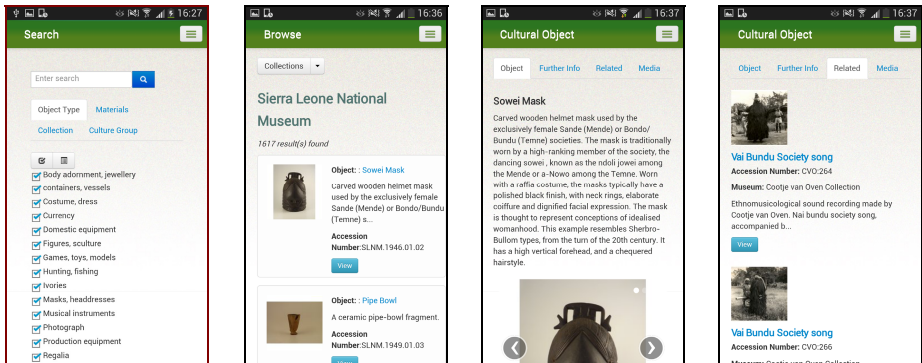 16:27
Search
Enter search
Object Type
Materials
Collection
Culture Group
Body adornment, jewellery
containers, vessels
Costume, dress
Currency
Domestic equipment
Figures, sculture
Games, toys, models
Hunting, fishing
Ivories
Masks, headdresses
Musical instruments
Photograph
Processing equipment
Regalia
16:36
Browse
Collections
Sierra Leone National
Museum
1617 result(s) found
Object: : Sowei Mask
Carved wooden helmet mask
used by the exclusively female
Sande (Mende) or Bondo/Bundu
(Temne) s...
Accession
Number:SLNM.1946.01.02
View
Object: : Pipe Bowl
A ceramic pipe-bowl fragment.
Accession
Number:SLNM.1949.01.03
View
16:37
Cultural Object
Object
Further Info
Related
Media
Sowei Mask
Carved wooden helmet mask used by the
exclusively female Sande (Mende) or Bondo/
Bundu (Temne) societies. The mask is traditionally
worn by a high-ranking member of the society, the
dancing sowei , known as the ndoli jowei among
the Mende or a-Nowo among the Temne. Worn
with a raffia costume, the masks typically have a
polished black finish, with neck rings, elaborate
coiffure and dignified facial expression. The mask
is thought to represent conceptions of idealised
womanhood. This example resembles Sherbro-
Bullom types, from the turn of the 20th century. It
has a high vertical forehead, and a chequered
hairstyle.
16:37
Cultural Object
Object
Further Info
Related
Media
Vai Bundu Society song
Accession Number: CVO:264
Museum: Cootje van Oven Collection
Ethnomusicological sound recording made by
Cootje van Oven. Nai bundu society song,
accompanied b...
View
Vai Bundu Society song
Accession Number: CVO:266
Museum: Cootje van Oven Collection